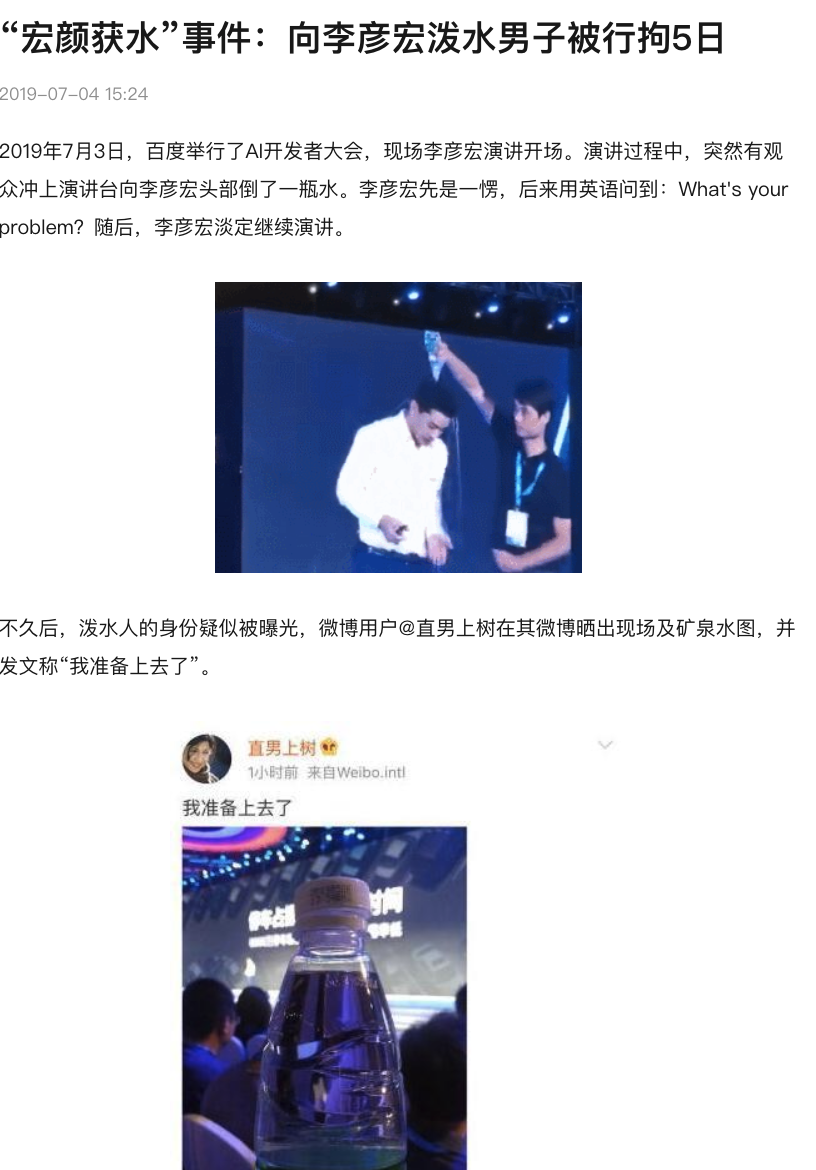 “宏颜获水”事件：向李彦宏泼水男子被行拘5日
2019-07-04 15:24
2019年7月3日，百度举行了AI开发者大会，现场李彦宏演讲开场。演讲过程中，突然有观
众冲上演讲台向李彦宏头部倒了一瓶水。李彦宏先是一愣，后来用英语问到：What's your
problem？随后，李彦宏淡定继续演讲。
不久后，泼水人的身份疑似被曝光，微博用户@直男上树在其微博晒出现场及矿泉水图，并
发文称“我准备上去了”。
直男上树
1小时前 来自Weibo.intl
我准备上去了
停车占
时间